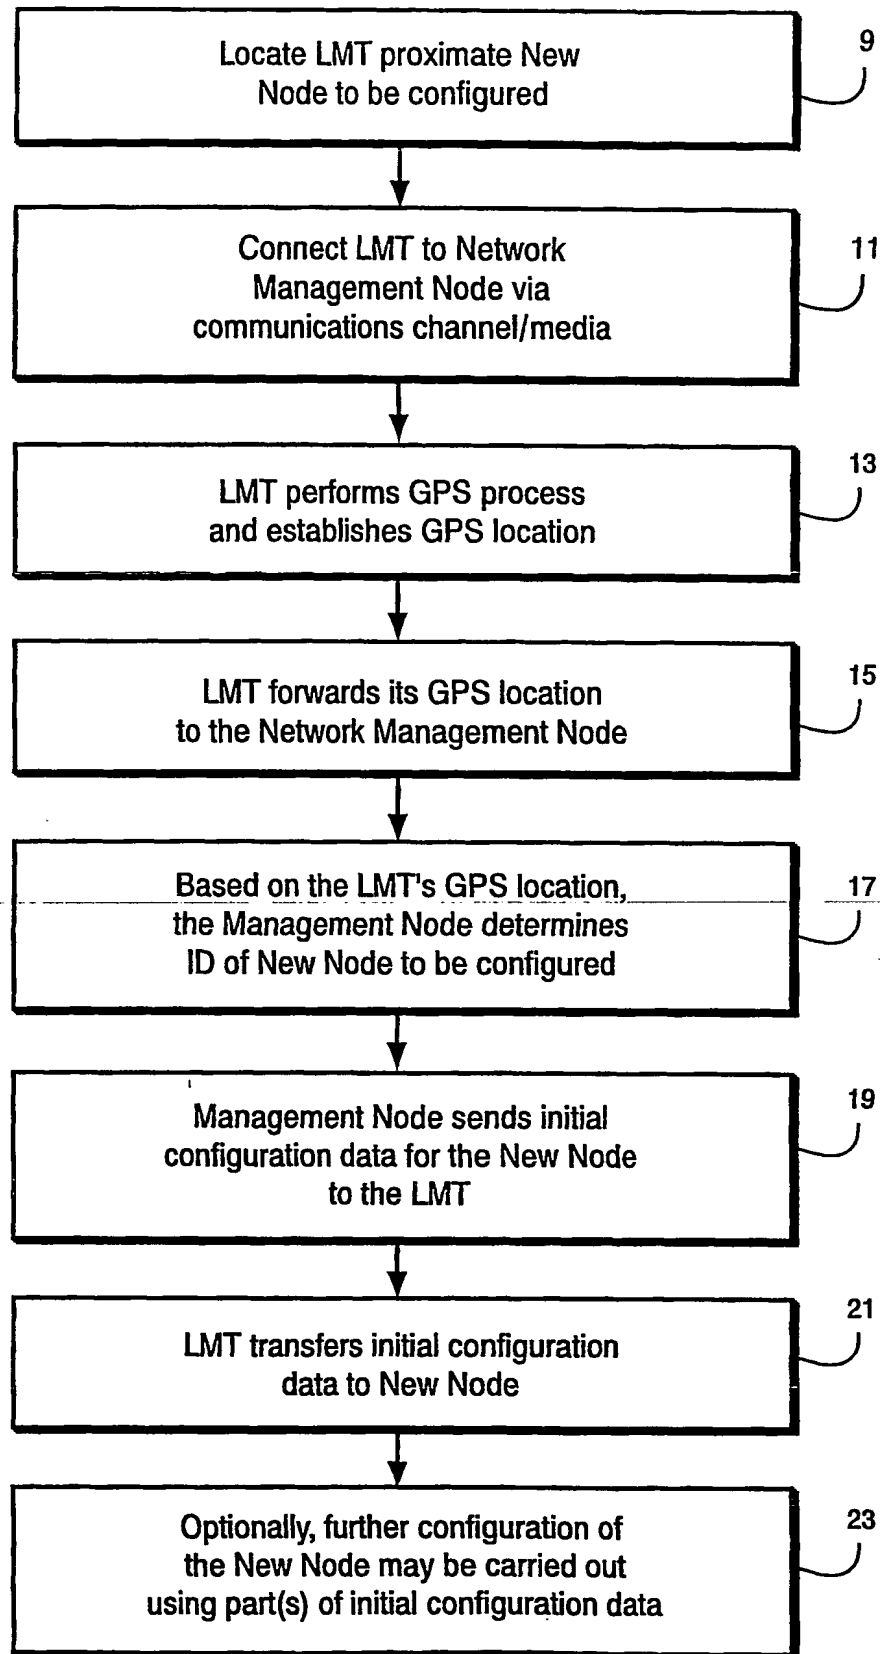 Locate LMT proximate New
Node to be configured
9
Connect LMT to Network
Management Node via
communications channel/media
11
LMT performs GPS process
and establishes GPS location
13
LMT forwards its GPS location
to the Network Management Node
15
Based on the LMT's GPS location,
the Management Node determines
ID of New Node to be configured
17
Management Node sends initial
configuration data for the New Node
to the LMT
19
LMT transfers initial configuration
data to New Node
21
Optionally, further configuration of
the New Node may be carried out
using part(s) of initial configuration data
23